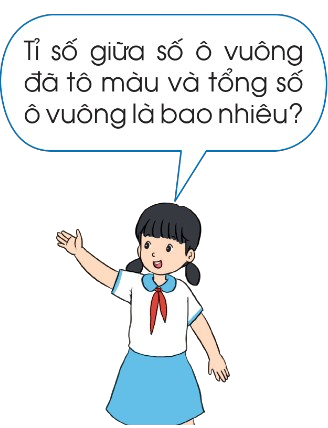 Tỉ số giữa số ô vuông
đã tô màu và tổng số
ô vuông là bao nhiêu?